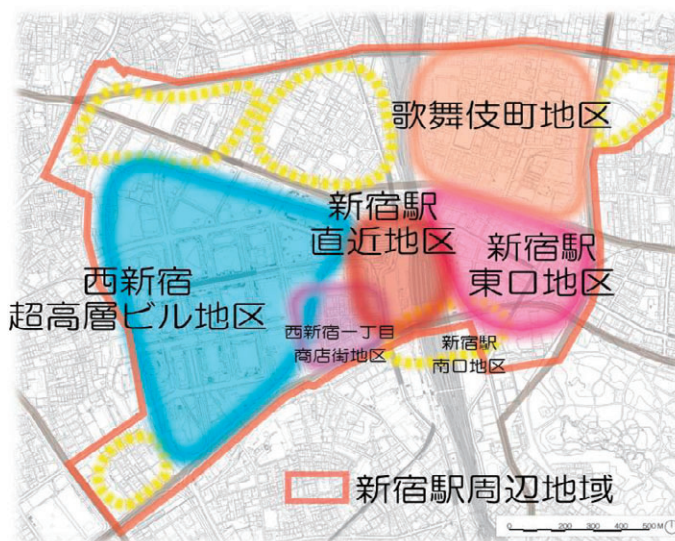 歌舞伎町地区
新宿駅
直近地区
新宿駅
東口地区
西新宿
超高層ビル地区
西新宿一丁目
商店街地区
新宿駅
南口地区
新宿駅周辺地域
0 200 300 400 500M